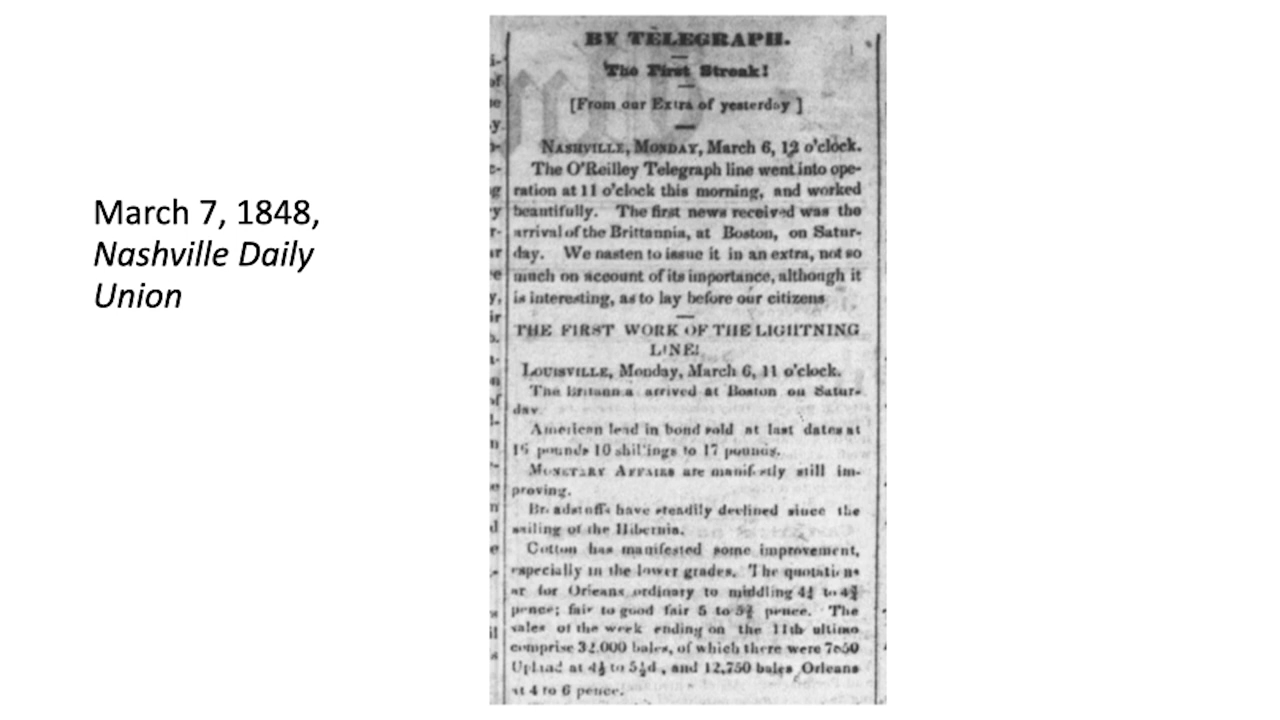 March 7, 1848,
Nashville Daily
Union
BY TELEGRAPH.
The First Streak!
[From our Extra of yesterday ]
NASHVILLE, MONDAY, March 6, 12 o'clock.
The O'Reilley Telegraph line went into ope-
ration at 11 o'clock this morning, and worked
beautifully. The first news received was the
arrival of the Brittannia, at Boston, on Satur-
day. We hasten to issue it in an extra, not so
much on account of its importance, although it
is interesting, as to lay before our citizens
THE FIRST WORK OF THE LIGHTNING
LINE!
LOUISVILLE, Monday, March 6, 11 o'clock.
The Britannia arrived at Boston on Satur-
day.
American lead in bond sold at last dates at
10 shillings to 17 pounds.
MONETARY AFFAIRS are manifestly still im-
proving.
Breadstuffs have steadily declined since the
sailing of the Hibernia.
Cotton has manifested some improvement,
especially in the lower grades. The quotations
for Orleans ordinary to middling
pence; fair to good fair 5 to 5¾ pence. The
sales of the week ending on the 11th ultimo
comprise 32,000 bales, of which there were
Upland at and 12,750 bales Orleans
at 4 to 6 pence.